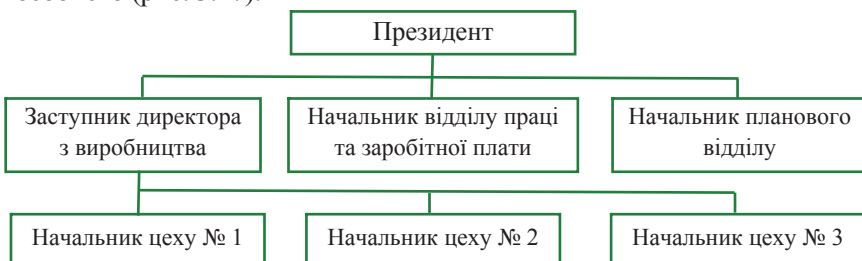 Президент
Заступник директора
з виробництва
Начальник відділу праці
та заробітної плати
Начальник планового
відділу
Начальник цеху № 1
Начальник цеху № 2
Начальник цеху № 3